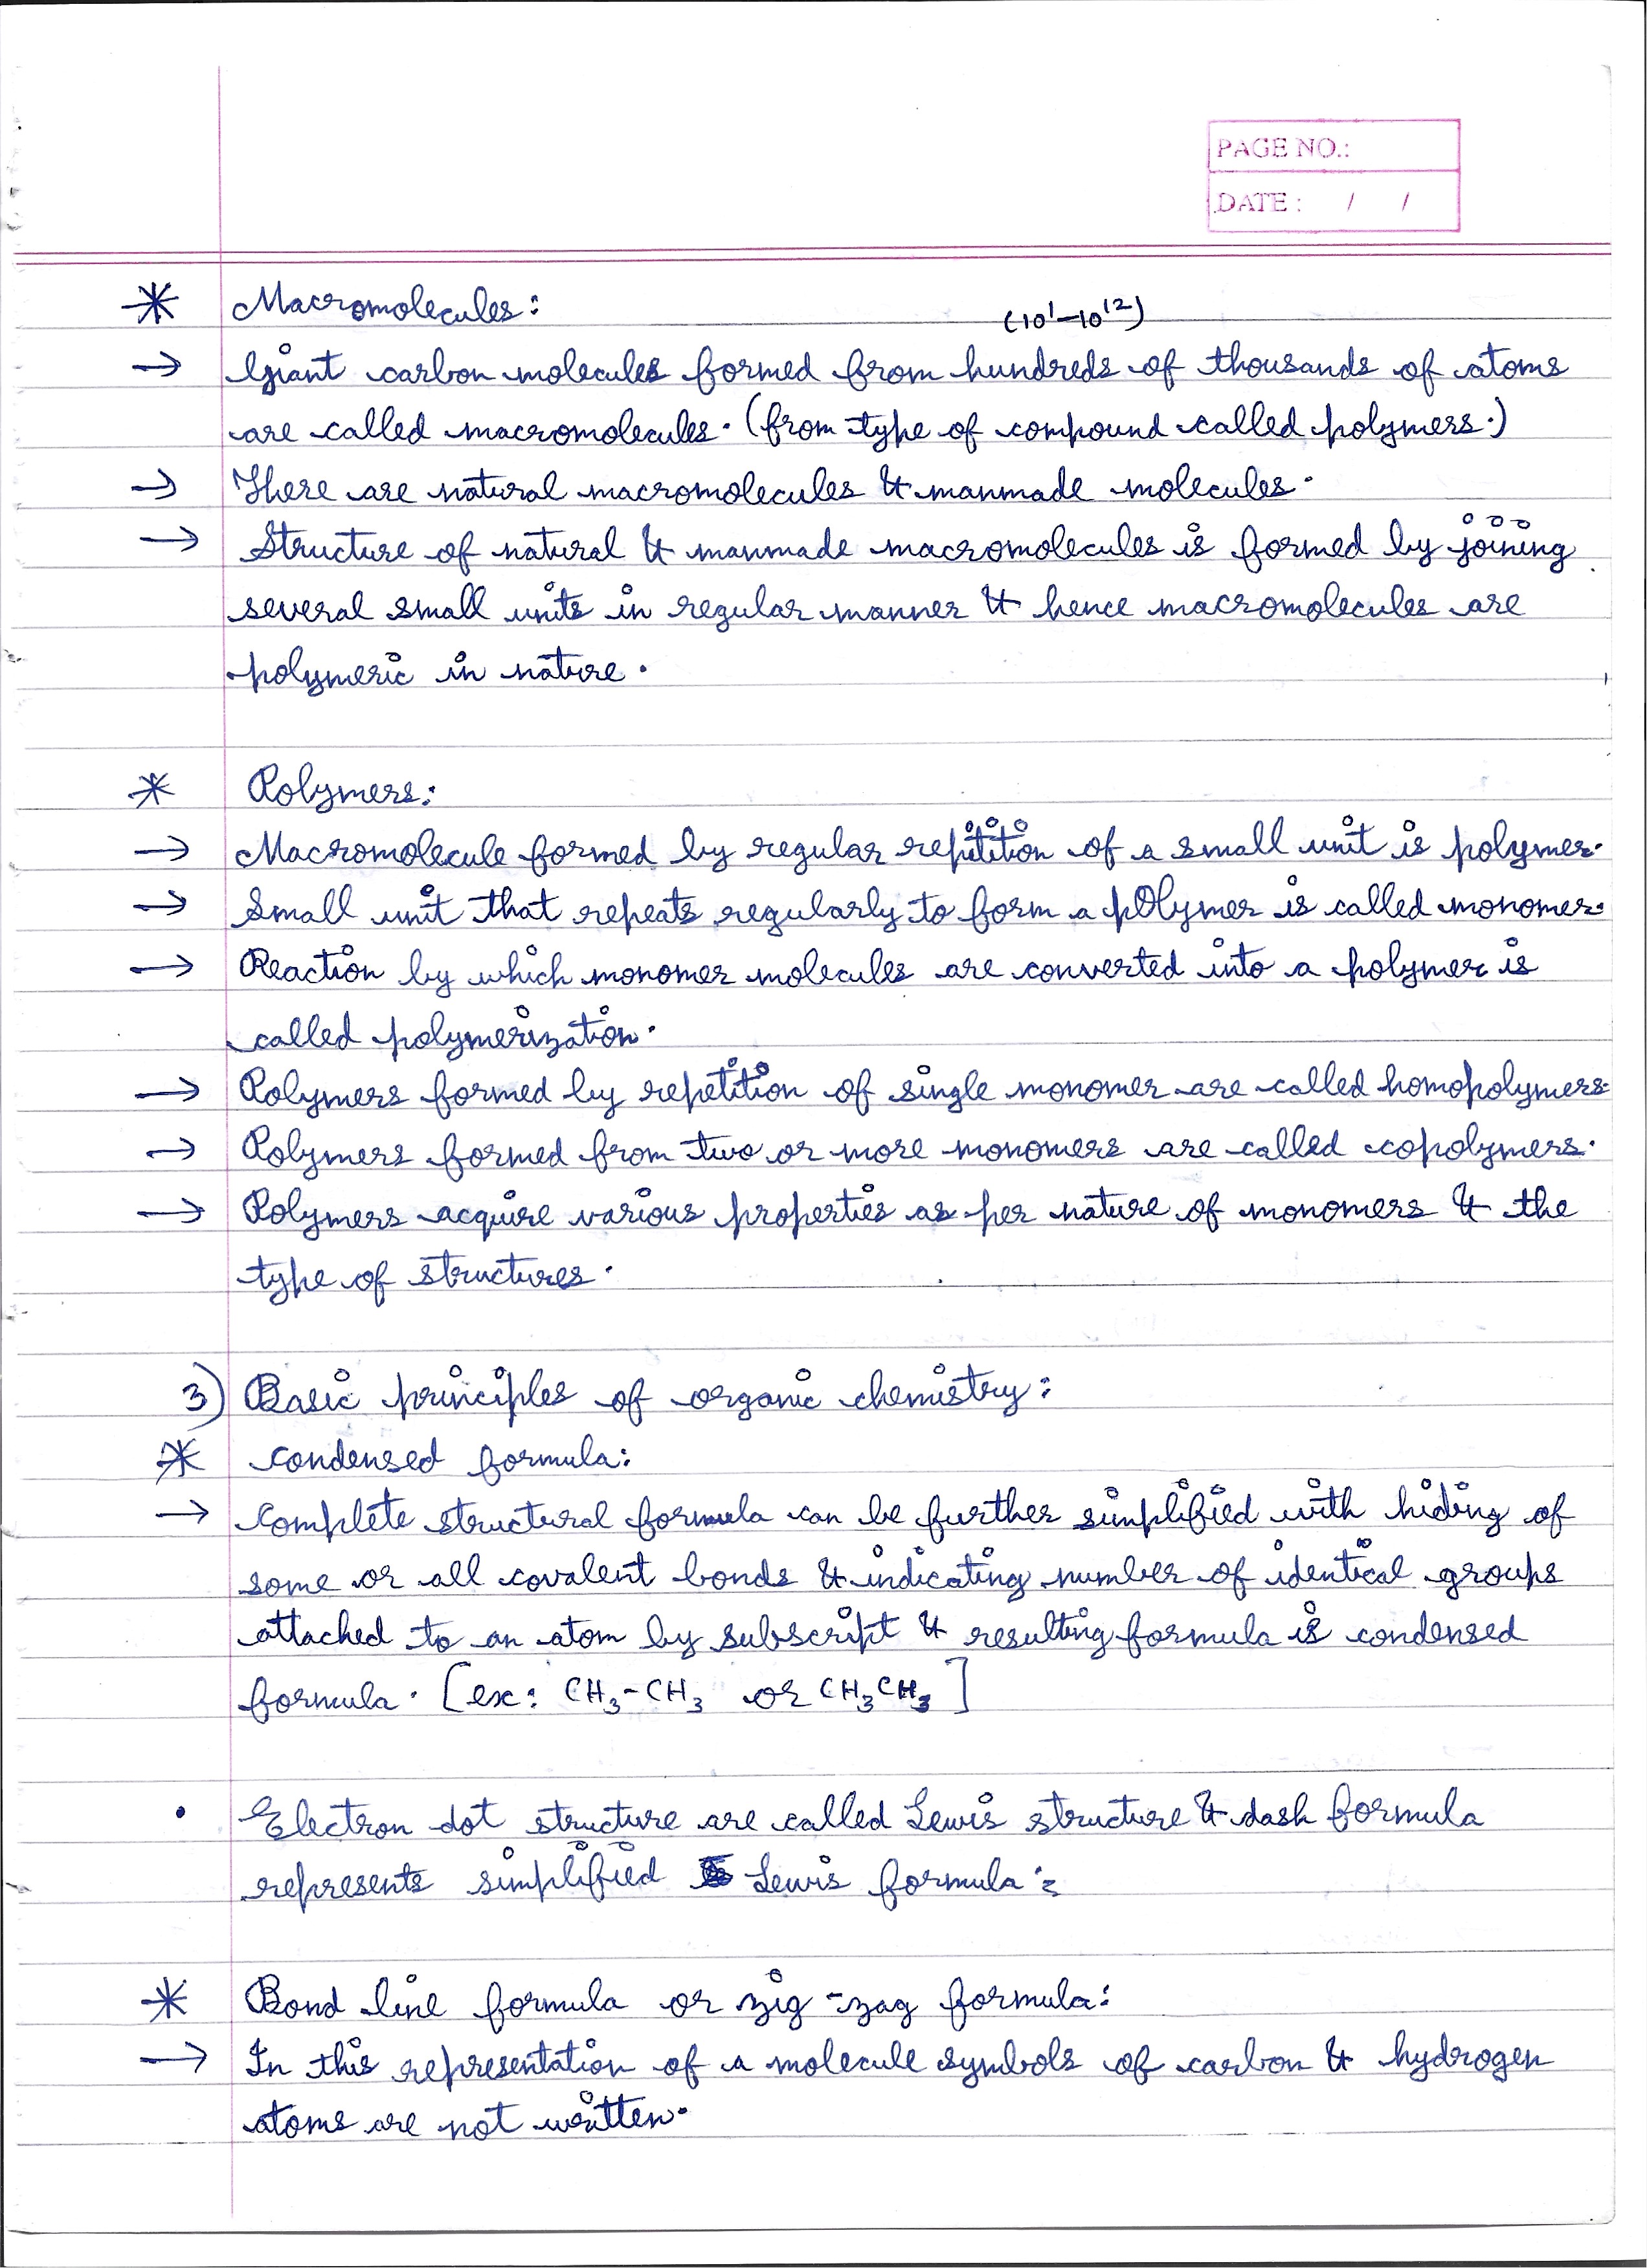 PAGE NO.:
DATE : / /
* Macromolecules:
(10¹-10¹²)
→ Giant carbon molecules formed from hundreds of thousands of atoms
are called macromolecules. (from type of compound called polymers.)
→ There are natural macromolecules & manmade molecules.
→ Structure of natural & manmade macromolecules is formed by joining
several small units in regular manner & hence macromolecules are
polymeric in nature.
* Polymers:
→ Macromolecule formed by regular repitition of a small unit is polymer.
→ Small unit that repeats regularly to form a polymer is called monomer.
→ Reaction by which monomer molecules are converted into a polymer is
called polymerization.
→ Polymers formed by repetition of single monomer are called homopolymers.
→ Polymers formed from two or more monomers are called copolymers.
→ Polymers acquire various properties as per nature of monomers & the
type of structures.
3) Basic principles of organic chemistry:
* condensed formula:
→ Complete structural formula can be further simplified with hiding of
some or all covalent bonds & indicating number of identical groups
attached to an atom by subscript & resulting formula is condensed
formula. [ex: CH₃-CH₃ or CH₃CH₃]
• Electron dot structure are called Lewis structure & dash formula
represents simplified Lewis formula:
* Bond line formula or zig-zag formula:
→ In this representation of a molecule symbols of carbon & hydrogen
atoms are not written.